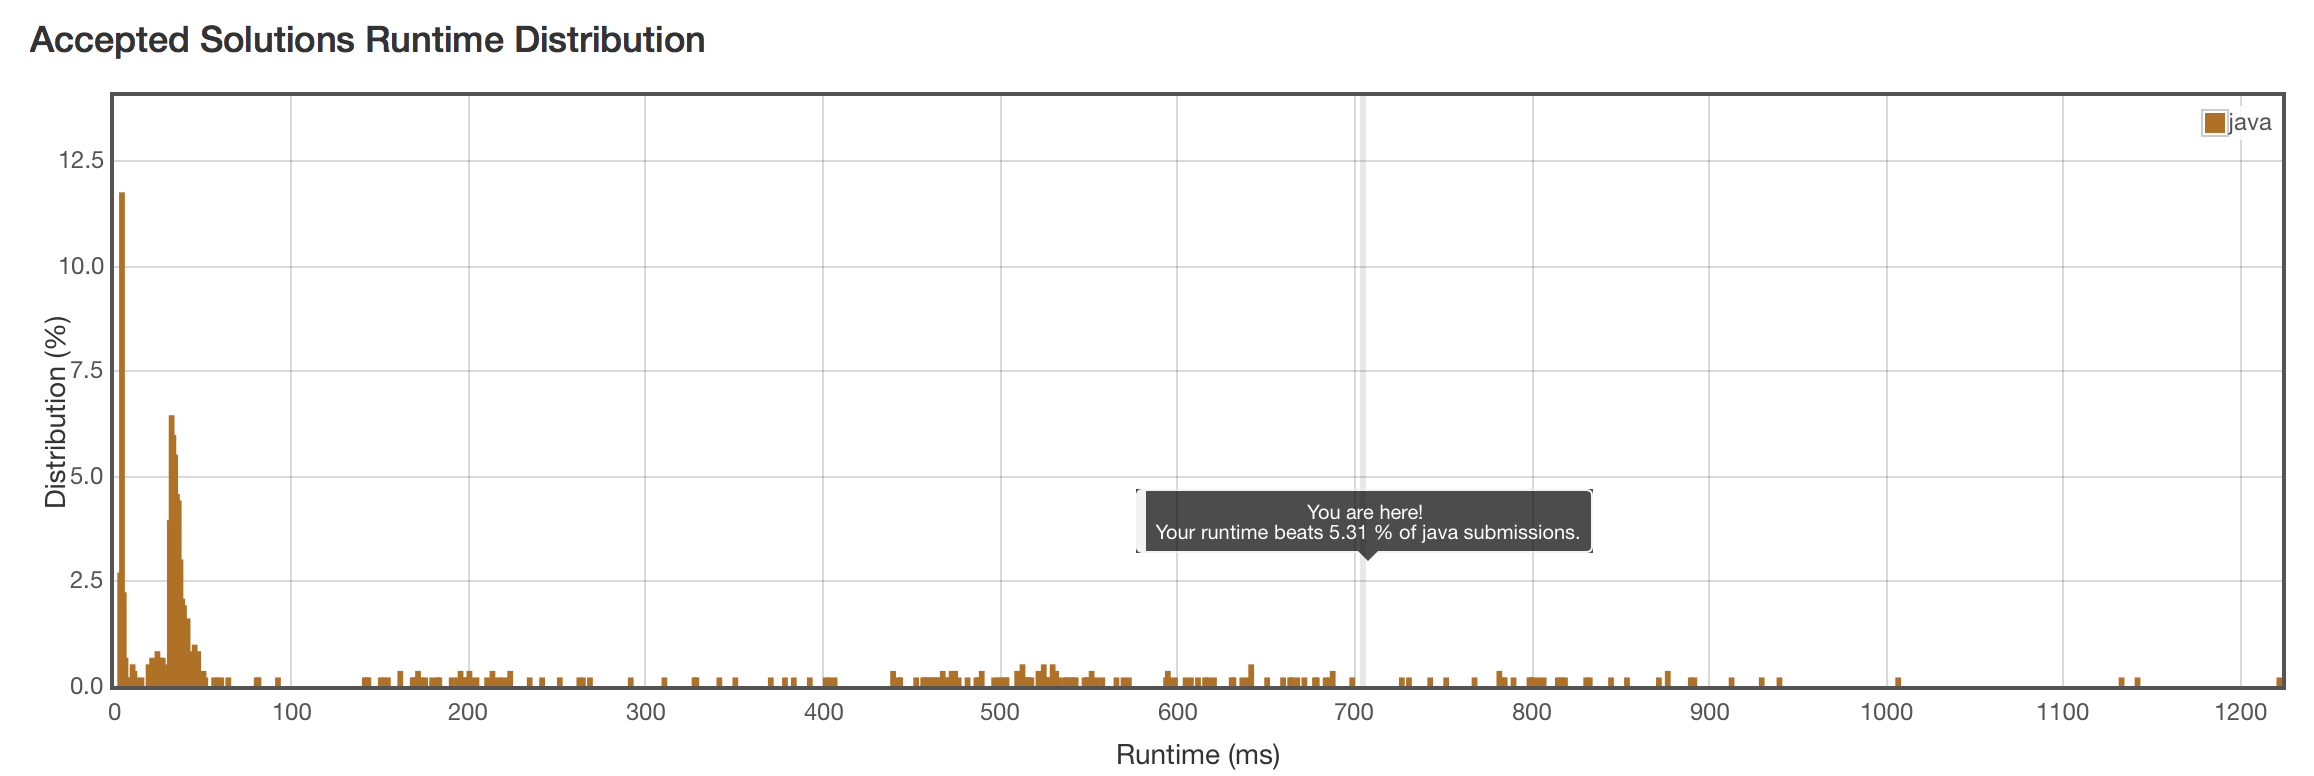 Accepted Solutions Runtime Distribution
java
12.5
10.0
7.5
5.0
2.5
0.0
Distribution (%)
You are here!
Your runtime beats 5.31 % of java submissions.
0 100 200 300 400 500 600 700 800 900 1000 1100 1200
Runtime (ms)